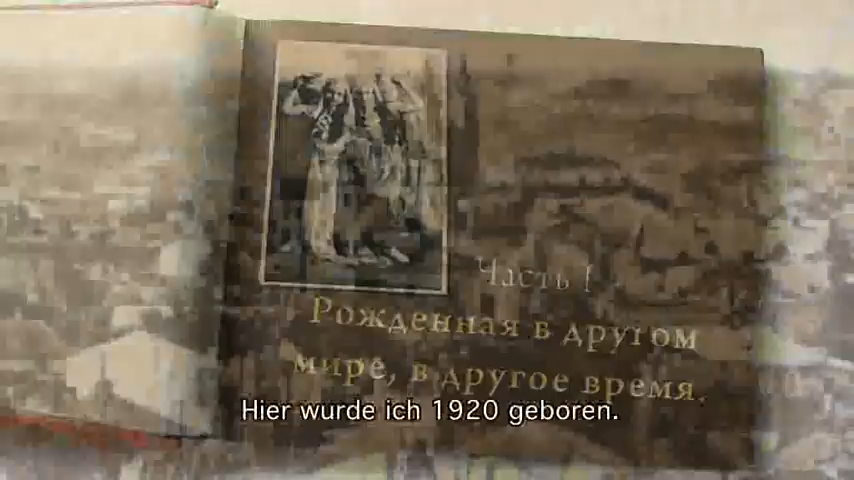 Часть I
Рожденная в другом
мире, в другое время.
Hier wurde ich 1920 geboren.